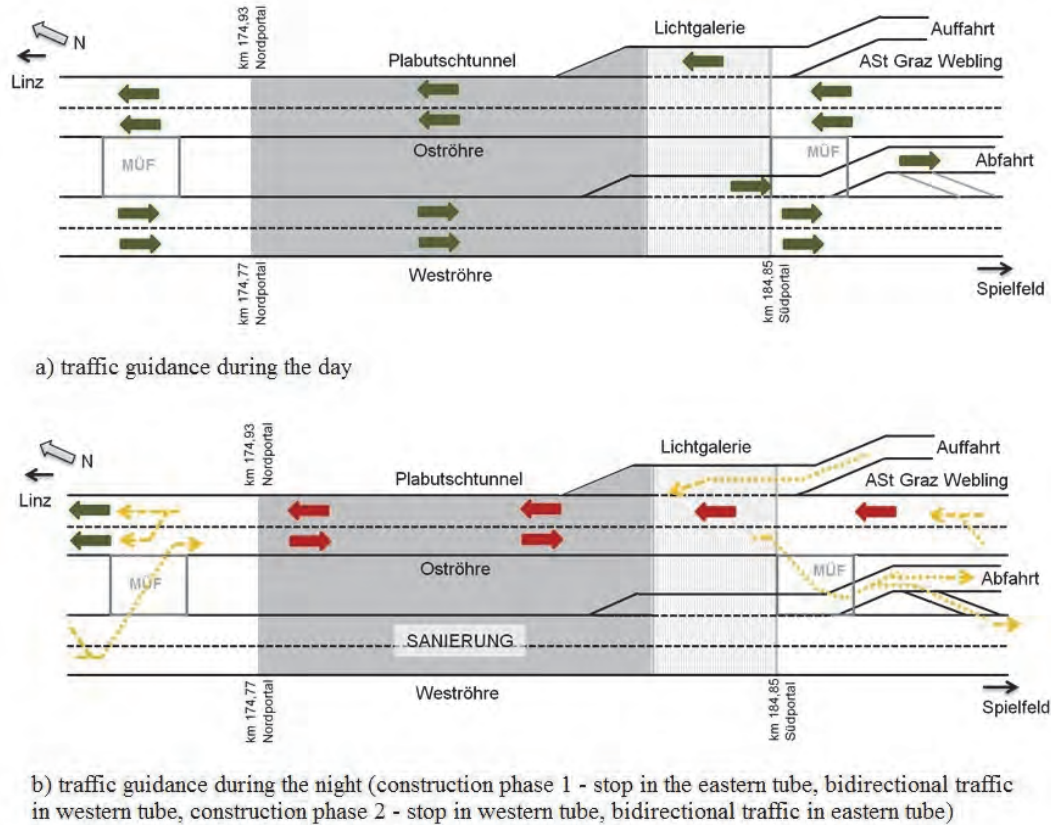 N
Linz
km 174,93
Nordportal
Plabutschtunnel
Lichtgalerie
Auffahrt
ASt Graz Webling
MÜF
Oströhre
MÜF
Abfahrt
Weströhre
km 174,77
Nordportal
km 184,85
Südportal
Spielfeld
a) traffic guidance during the day
N
Linz
km 174,93
Nordportal
Plabutschtunnel
Lichtgalerie
Auffahrt
ASt Graz Webling
MÜF
Oströhre
MÜF
Abfahrt
SANIERUNG
Weströhre
km 174,77
Nordportal
km 184,85
Südportal
Spielfeld
b) traffic guidance during the night (construction phase 1 - stop in the eastern tube, bidirectional traffic
in western tube, construction phase 2 - stop in western tube, bidirectional traffic in eastern tube)